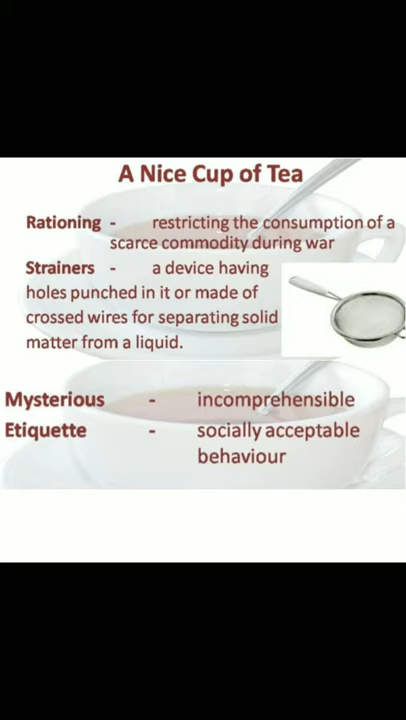 A Nice Cup of Tea
Rationing - restricting the consumption of a
scarce commodity during war
Strainers - a device having
holes punched in it or made of
crossed wires for separating solid
matter from a liquid.
Mysterious - incomprehensible
Etiquette - socially acceptable
behaviour